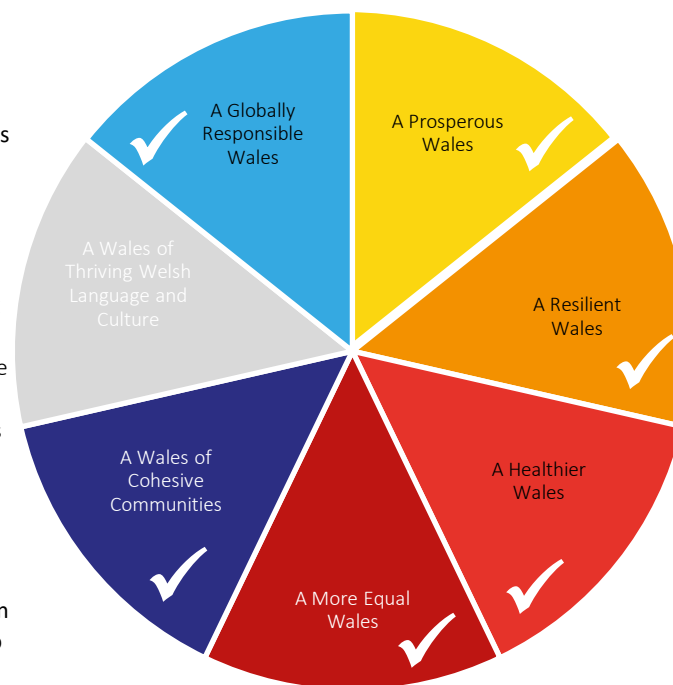 A Globally
Responsible
Wales
A Prosperous
Wales
A Resilient
Wales
A Healthier
Wales
A More Equal
Wales
A Wales of
Cohesive
Communities
A Wales of
Thriving Welsh
Language and
Culture